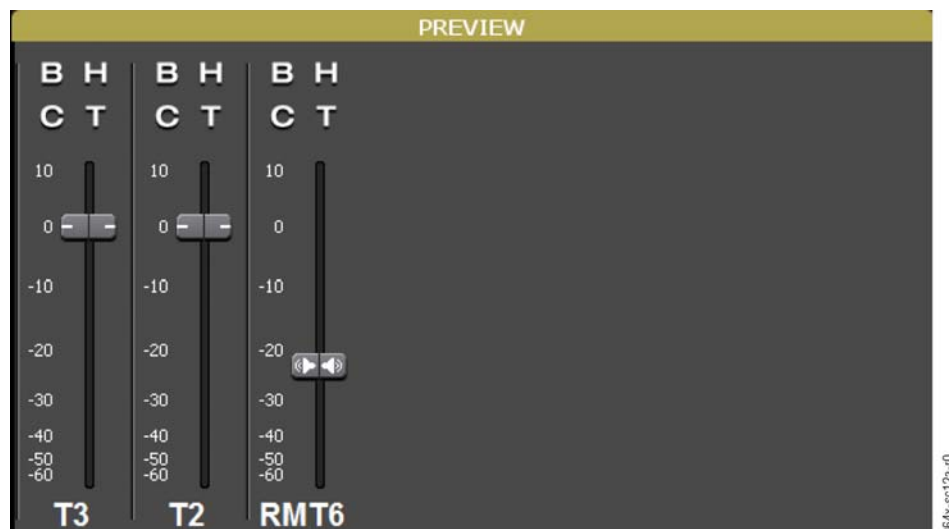 PREVIEW
B H B H B H
C T C T C T
10 10 10
0 0 0
-10 -10 -10
-20 -20 -20
-30 -30 -30
-40 -40 -40
-50 -50 -50
-60 -60 -60
T3 T2 RMT6